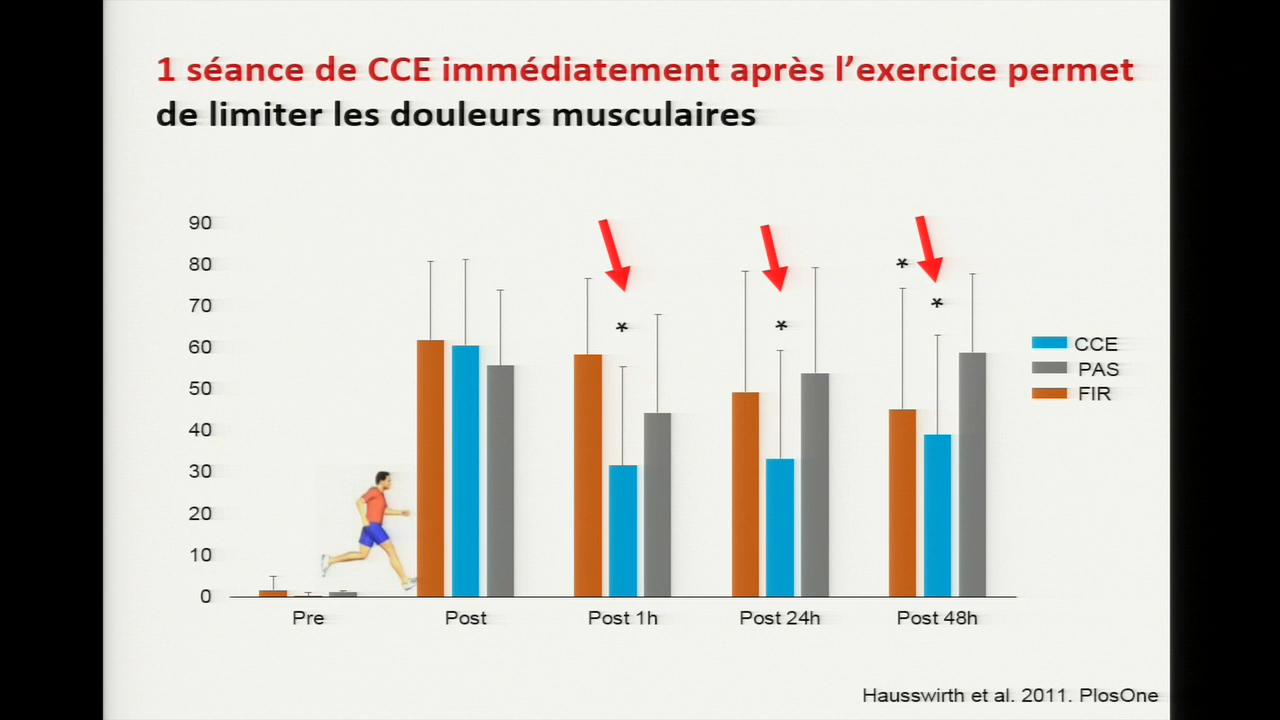 1 séance de CCE immédiatement après l’exercice permet
de limiter les douleurs musculaires
90
80
70
60
50
40
30
20
10
0
*
*
*
*
CCE
PAS
FIR
Pre
Post
Post 1h
Post 24h
Post 48h
Hausswirth et al. 2011. PlosOne